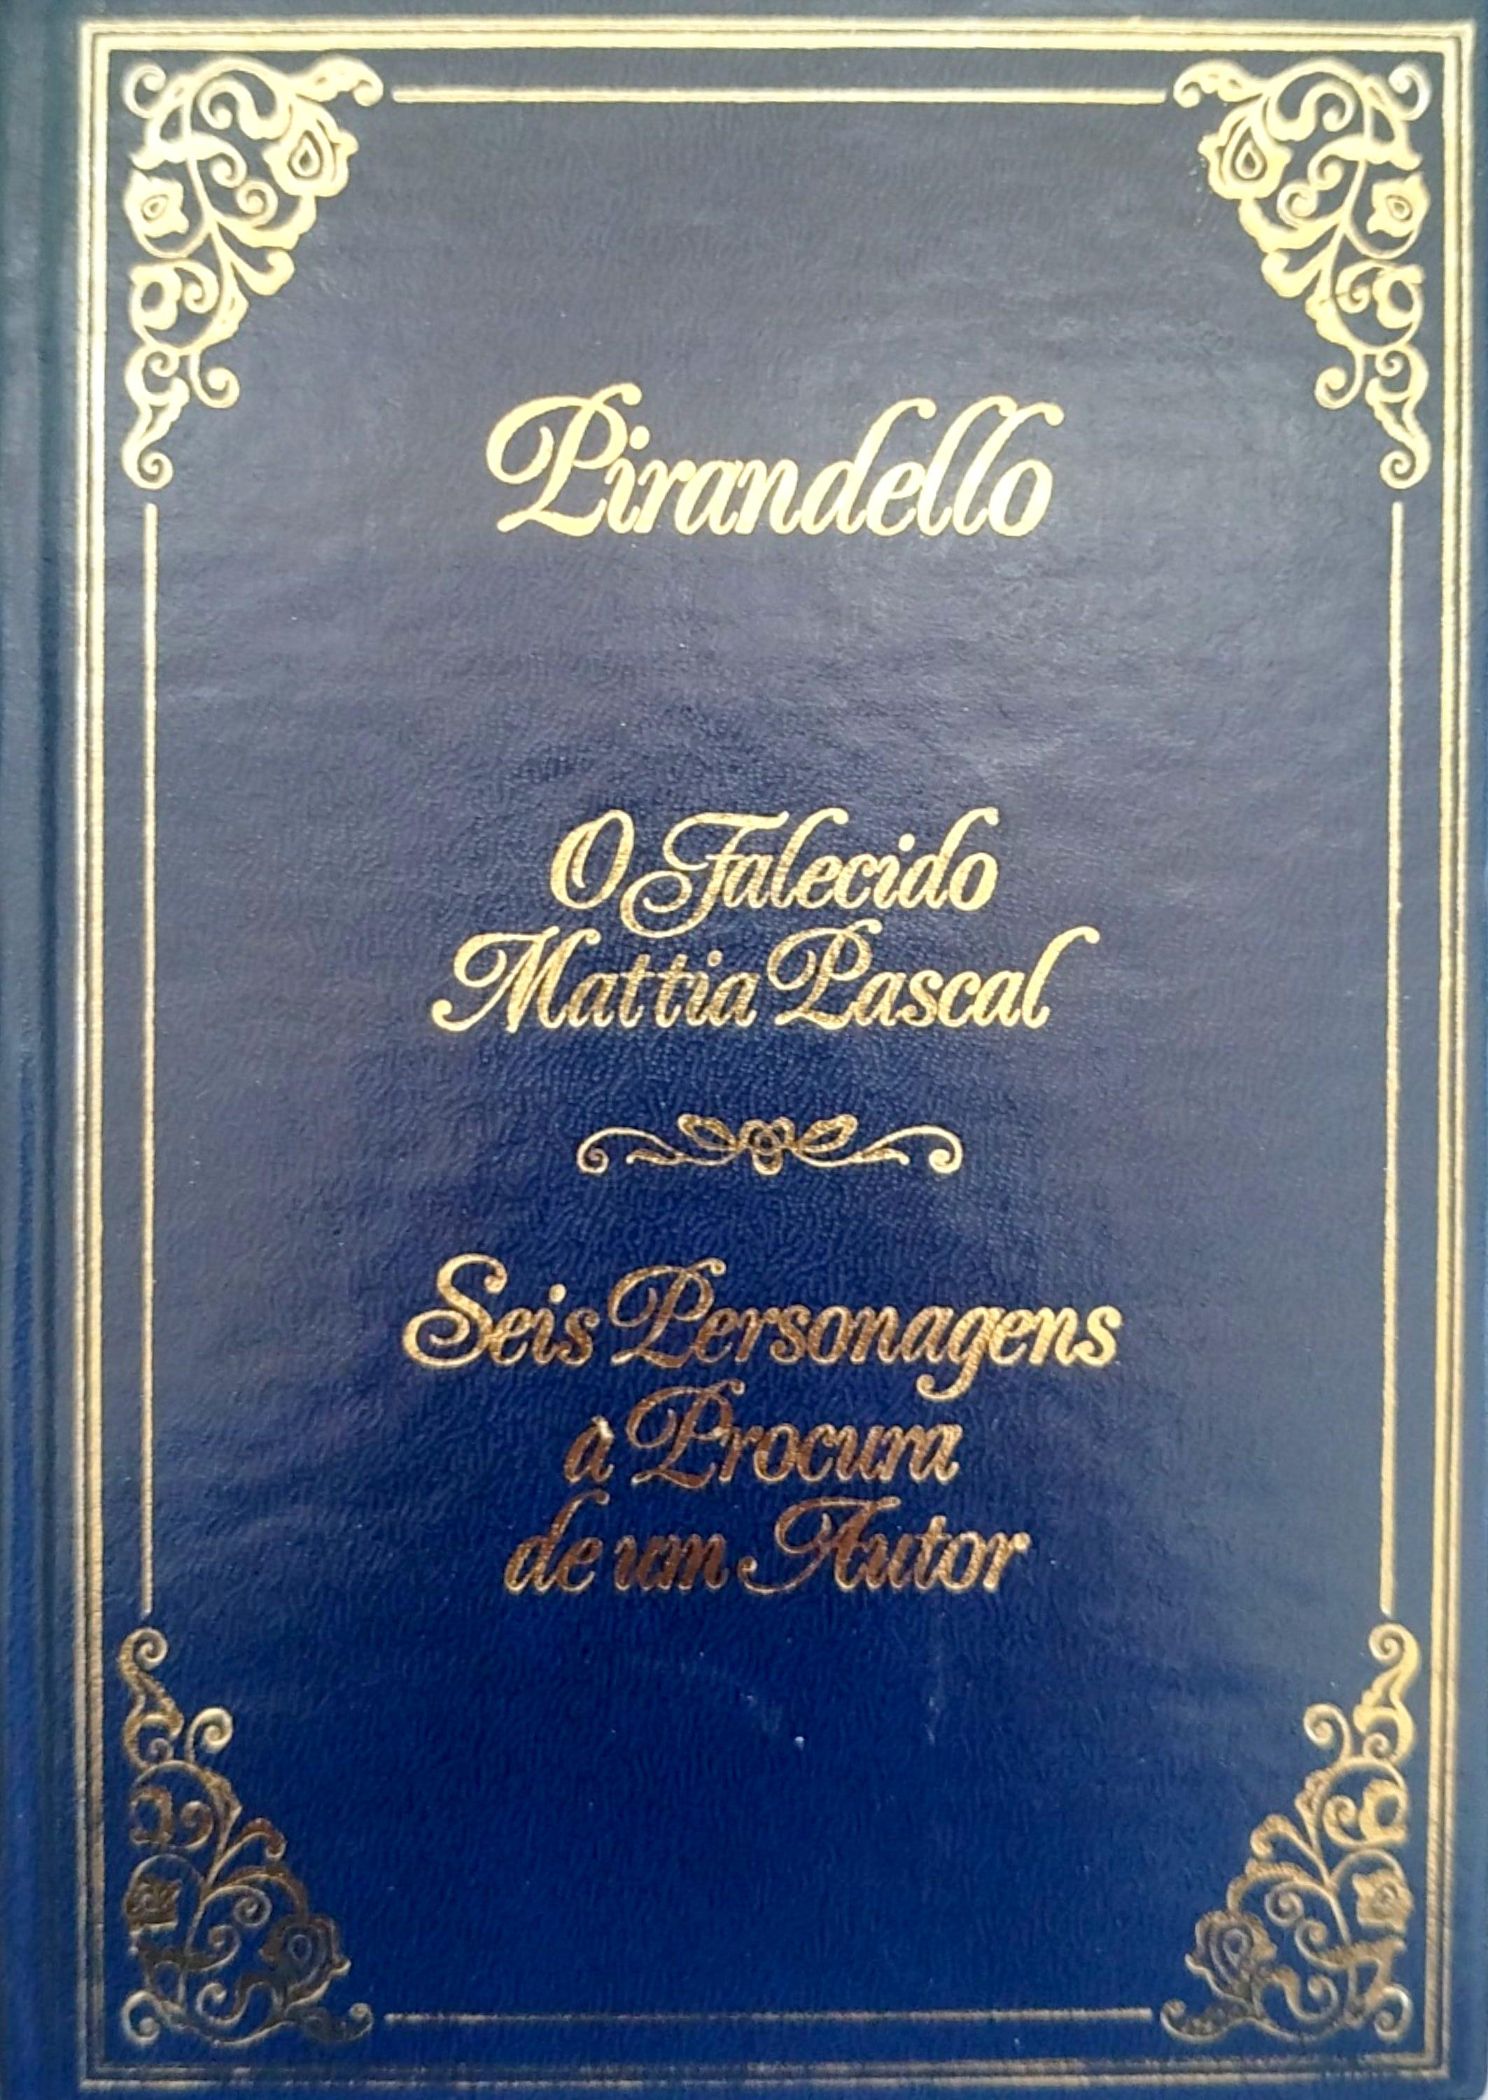 Pirandello
O Falecido
Mattia Pascal
Seis Personagens
à Procura
de um Autor